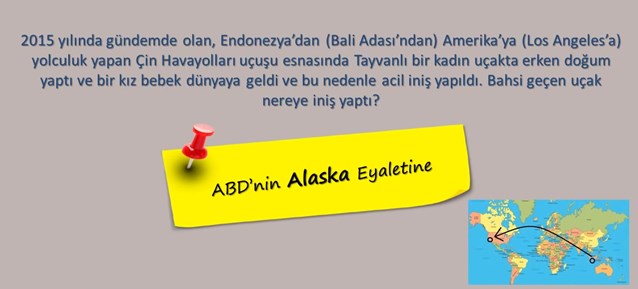 2015 yılında gündemde olan, Endonezya'dan (Bali Adası'ndan) Amerika'ya (Los Angeles'a)
yolculuk yapan Çin Havayolları uçuşu esnasında Tayvanlı bir kadın uçakta erken doğum
yaptı ve bir kız bebek dünyaya geldi ve bu nedenle acil iniş yapıldı. Bahsi geçen uçak
nereye iniş yaptı?
ABD'nin Alaska Eyaletine